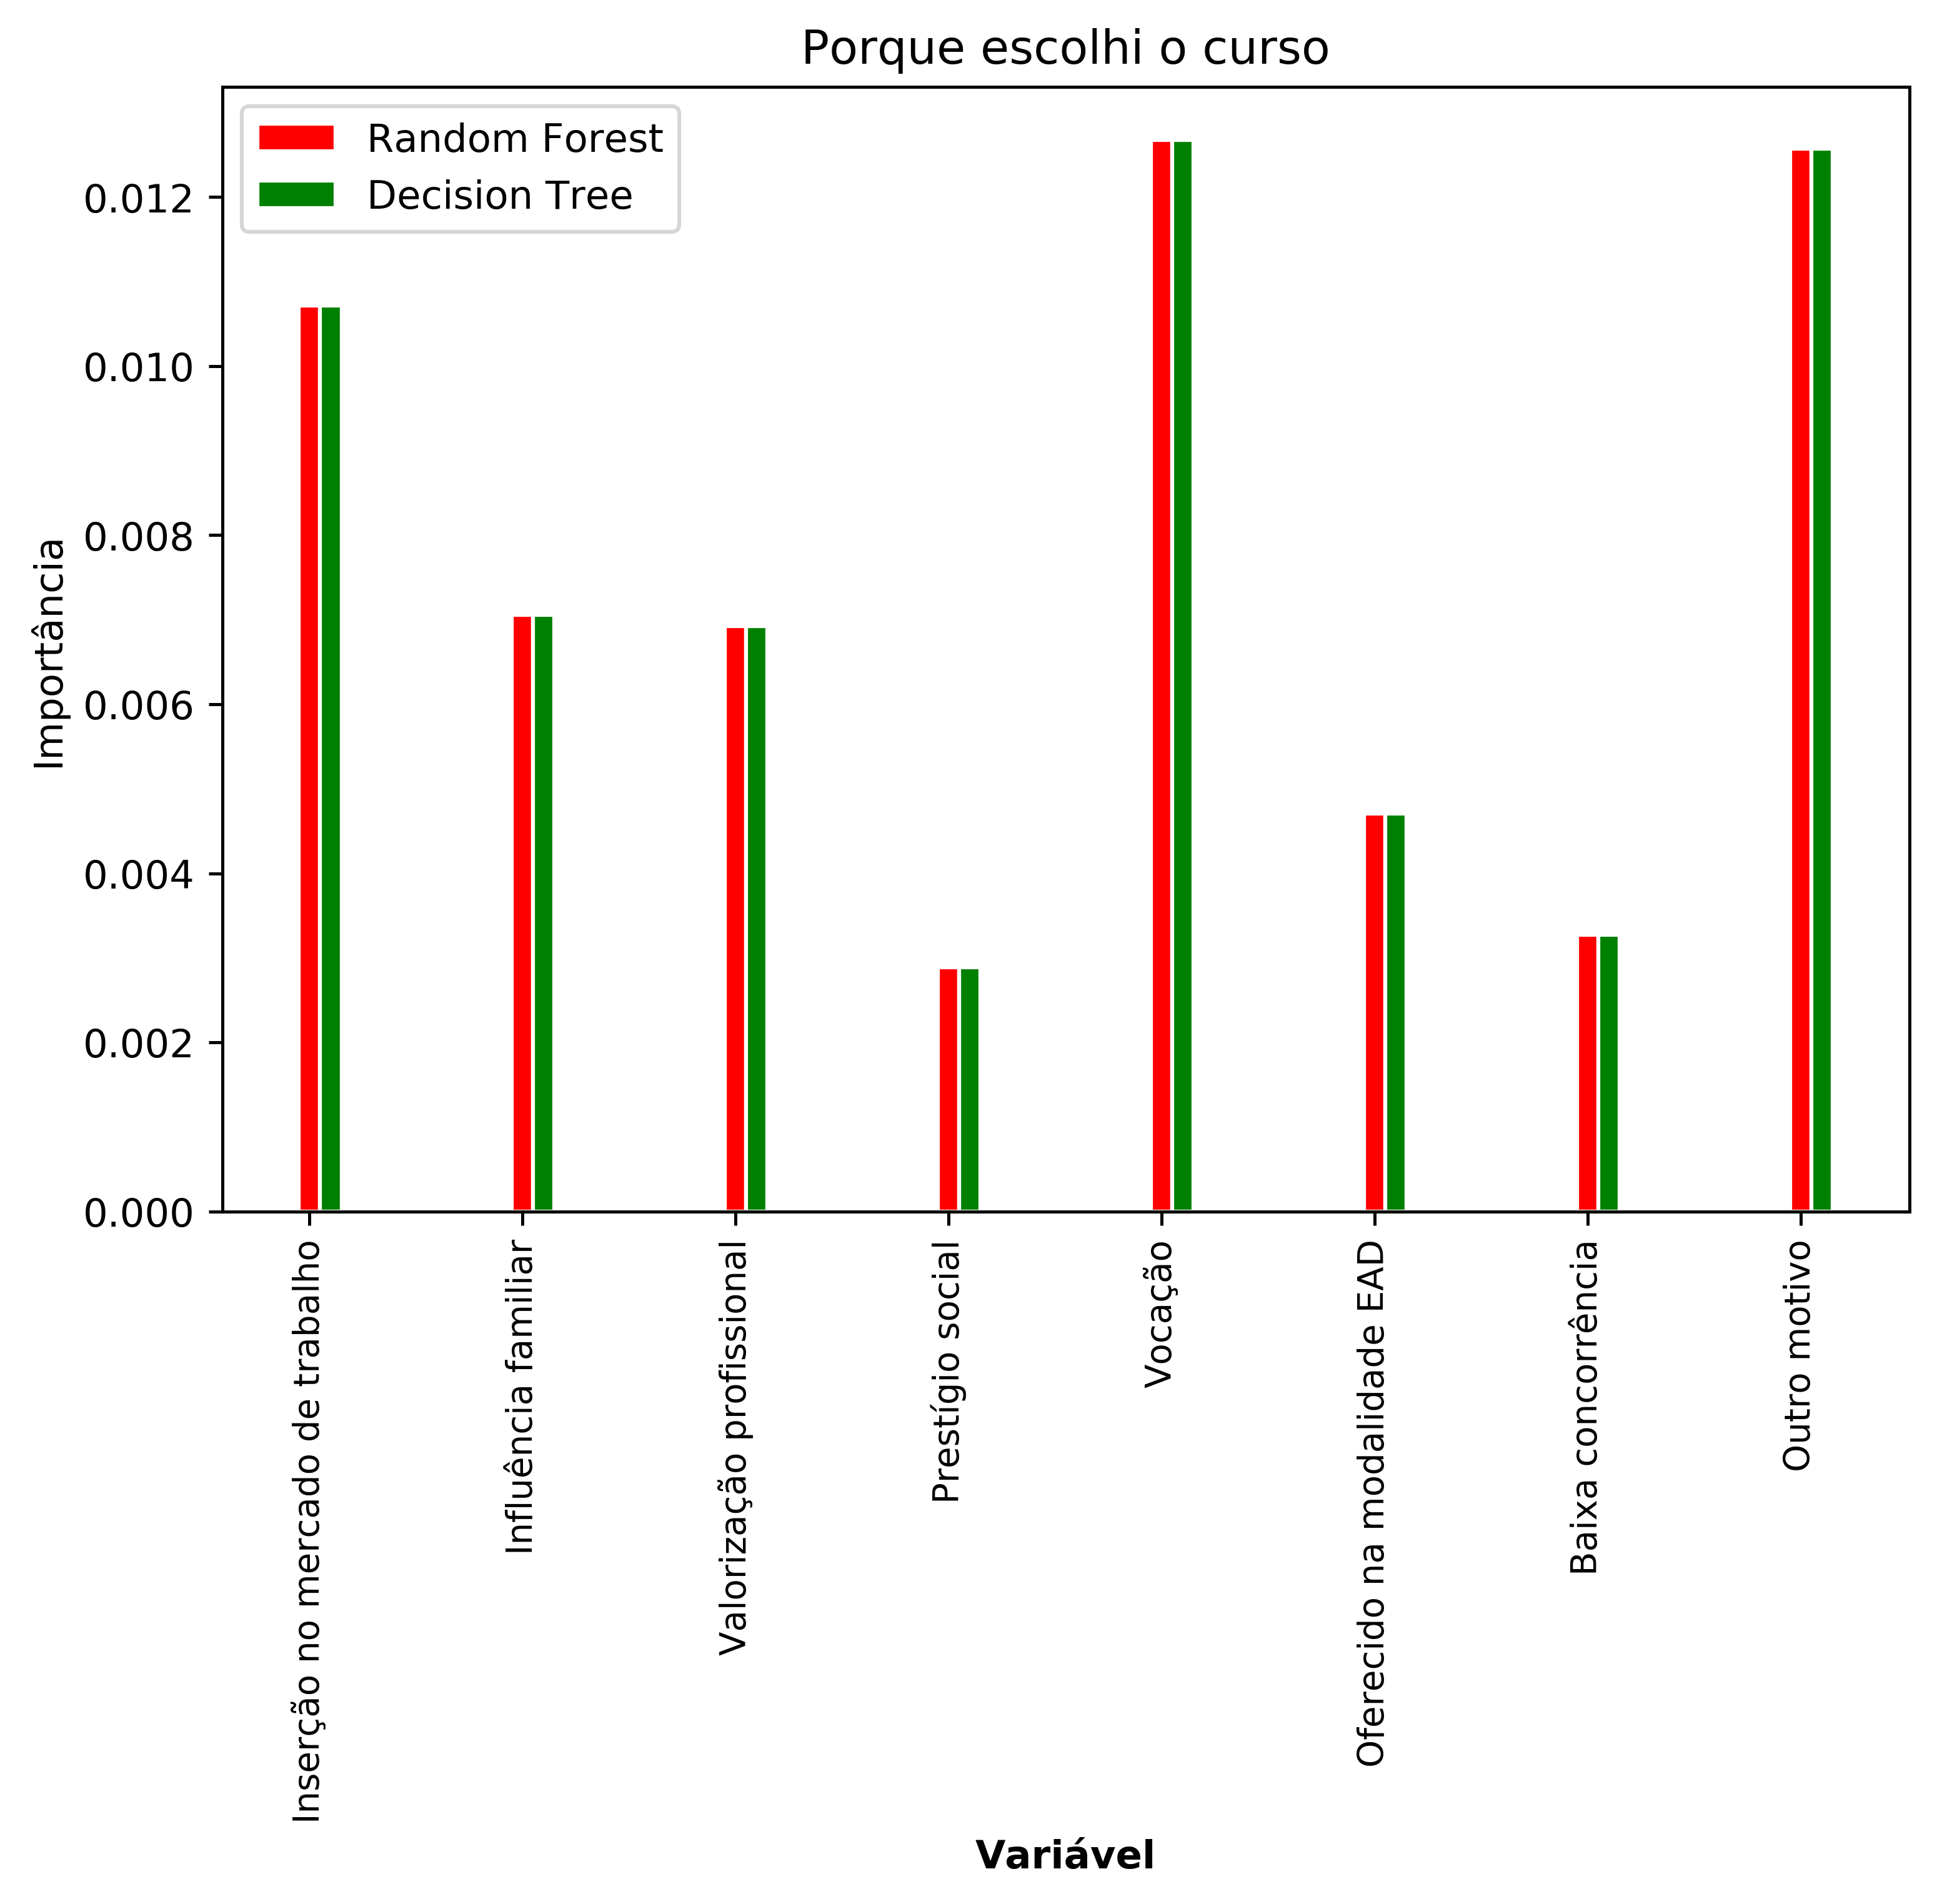 Porque escolhi o curso
Random Forest
Decision Tree
Importância
0.012
0.010
0.008
0.006
0.004
0.002
0.000
Inserção no mercado de trabalho
Influência familiar
Valorização profissional
Prestígio social
Vocação
Oferecido na modalidade EAD
Baixa concorrência
Outro motivo
Variável